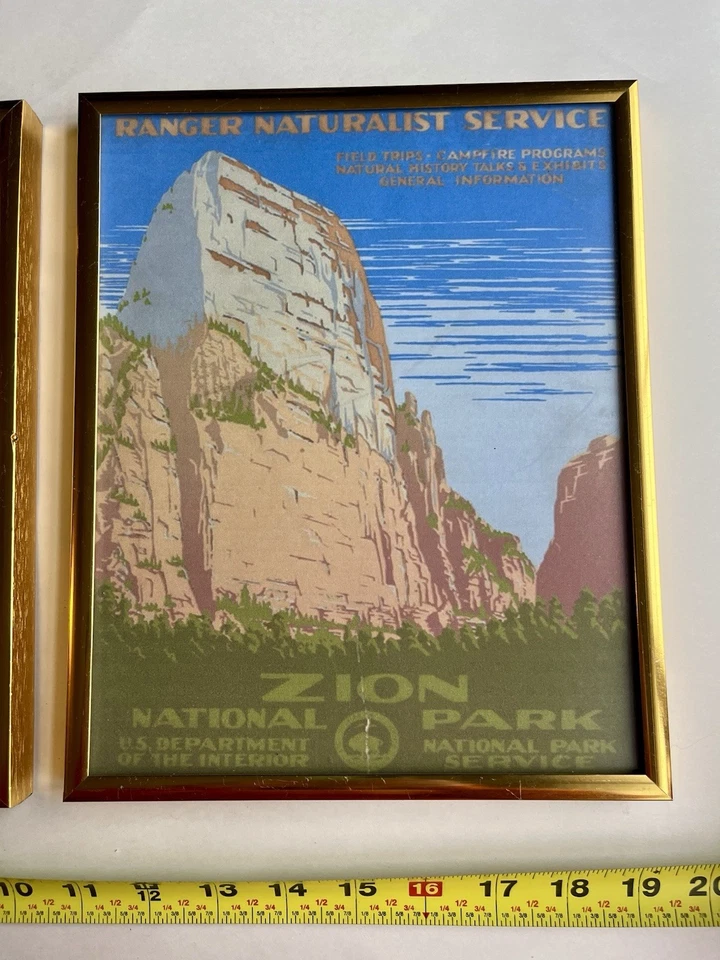 RANGER NATURALIST SERVICE
FIELD TRIPS - CAMPFIRE PROGRAMS
NATURAL HISTORY TALKS & EXHIBITS
GENERAL INFORMATION
ZION
NATIONAL PARK
U.S. DEPARTMENT OF THE INTERIOR
NATIONAL PARK SERVICE
10 11 12 13 14 15 16 17 18 19 20